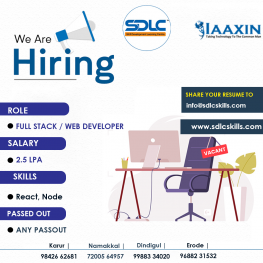 We Are
Hiring
SDLC
IAAXIN
Taking Technology To The Common Man
SHARE YOUR RESUME TO
info@sdlcskills.com
www.sdlcskills.com
ROLE
FULL STACK / WEB DEVELOPER
SALARY
2.5 LPA
SKILLS
React, Node
PASSED OUT
ANY PASSOUT
VACANT
Karur | Namakkal | Dindigul | Erode |
98426 62681 72005 64957 99883 34020 96882 31532